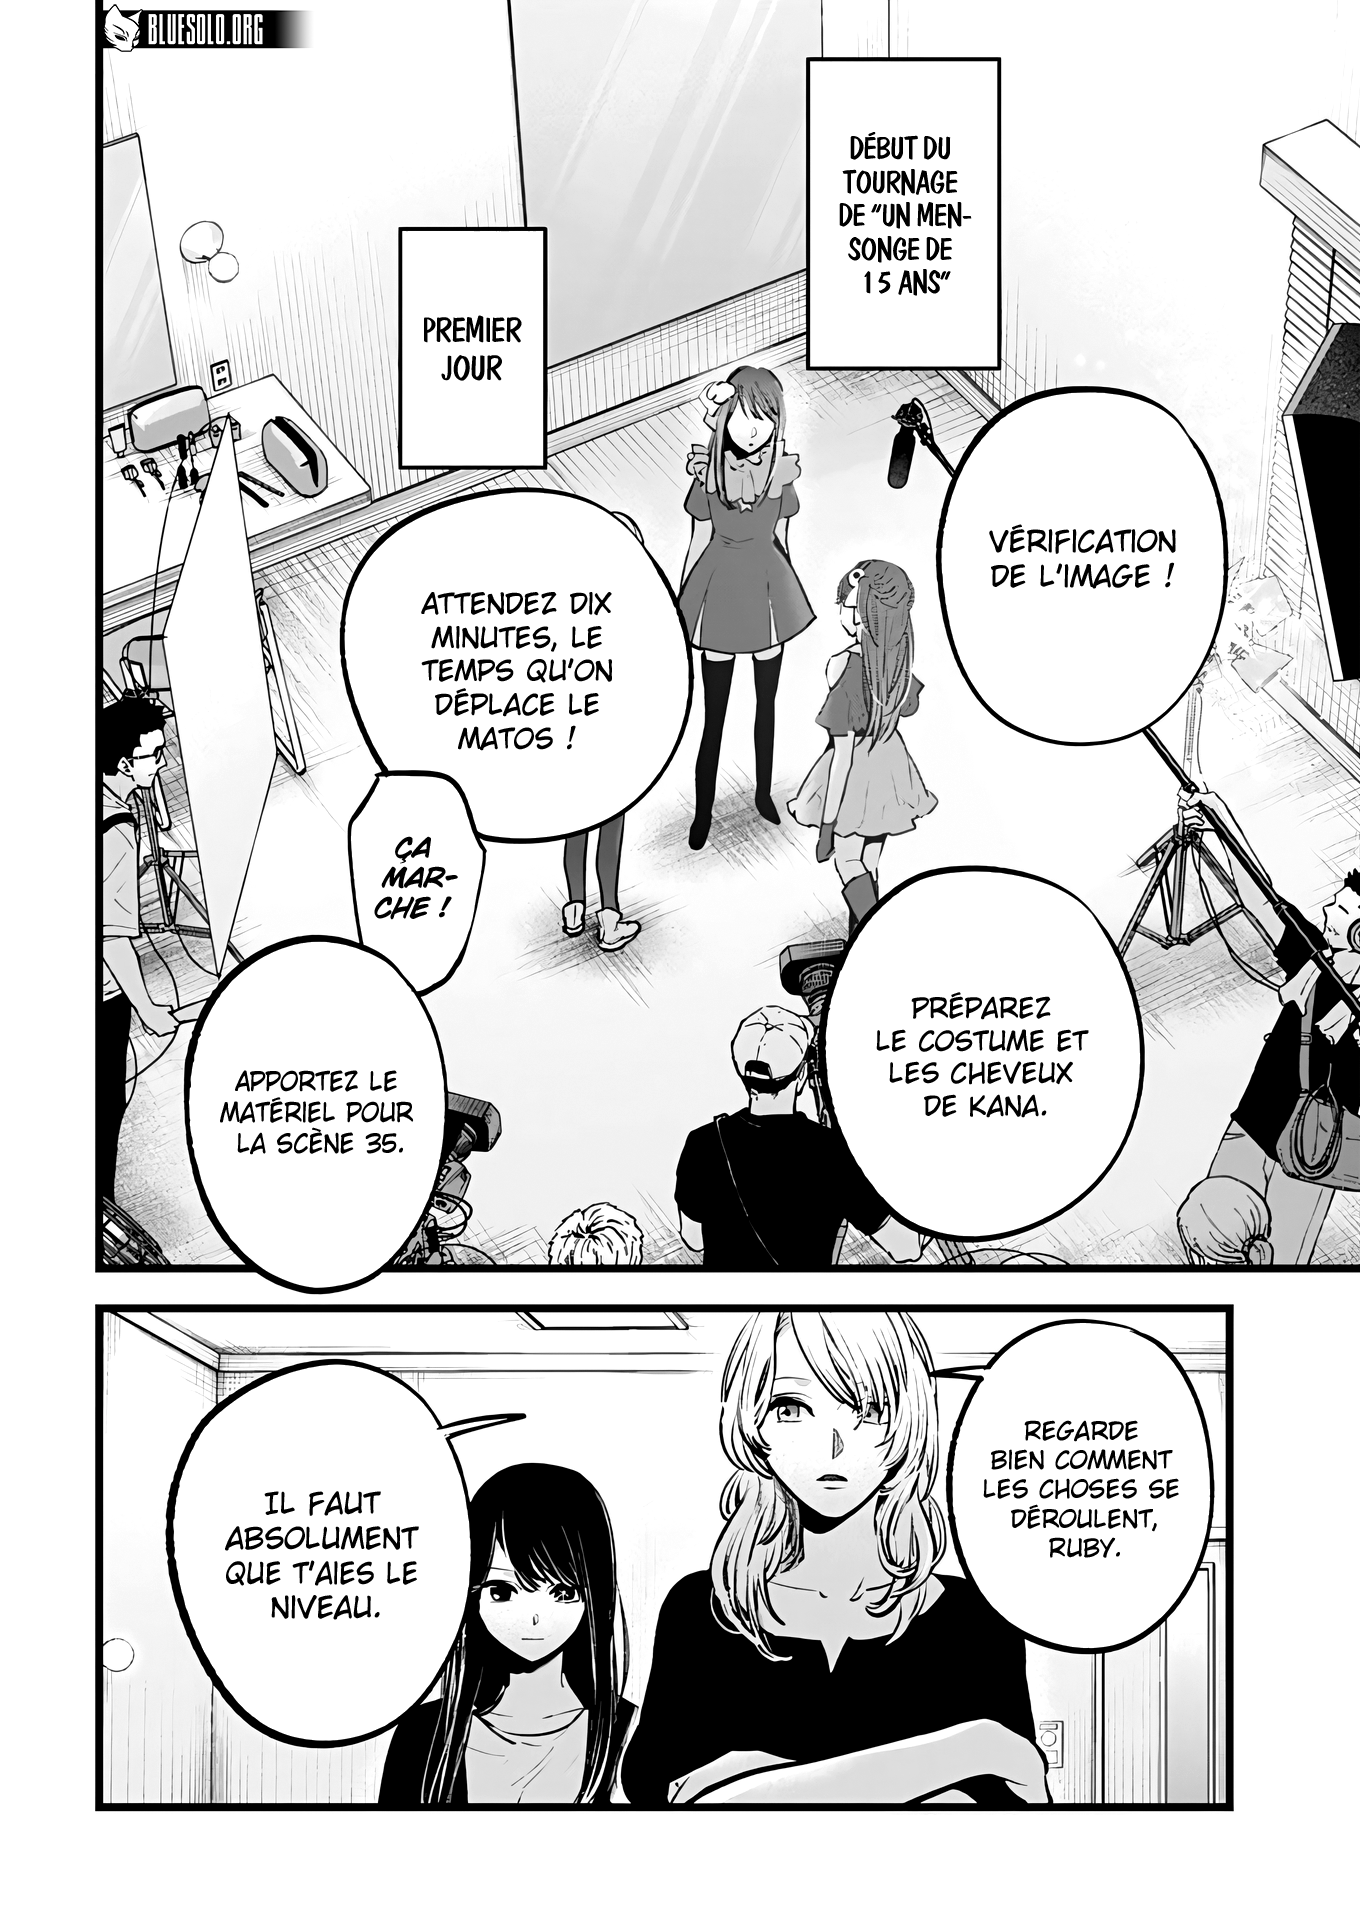 BLUESOLO.ORG
DÉBUT DU
TOURNAGE
DE "UN MEN-
SONGE DE
15 ANS"
PREMIER
JOUR
VÉRIFICATION
DE L'IMAGE !
ATTENDEZ DIX
MINUTES, LE
TEMPS QU'ON
DÉPLACE LE
MATOS !
ÇA
MAR-
CHE !
PRÉPAREZ
LE COSTUME ET
LES CHEVEUX
DE KANA.
APPORTEZ LE
MATÉRIEL POUR
LA SCÈNE 35.
REGARDE
BIEN COMMENT
LES CHOSES SE
DÉROULENT,
RUBY.
IL FAUT
ABSOLUMENT
QUE T'AIES LE
NIVEAU.